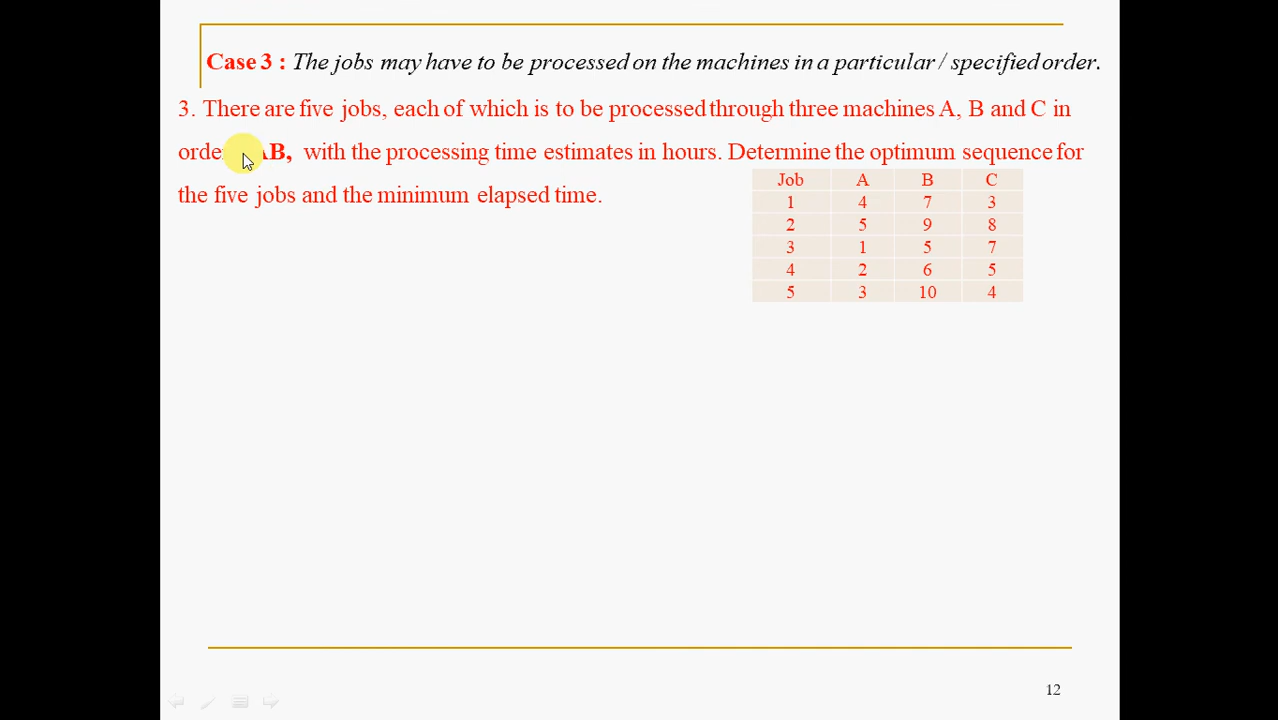 Case 3 : The jobs may have to be processed on the machines in a particular / specified order.
3. There are five jobs, each of which is to be processed through three machines A, B and C in
AB, with the processing time estimates in hours. Determine the optimum sequence for
the five jobs and the minimum elapsed time.
Job A B C
1 4 7 3
2 5 9 8
3 1 5 7
4 2 6 5
5 3 10 4
12